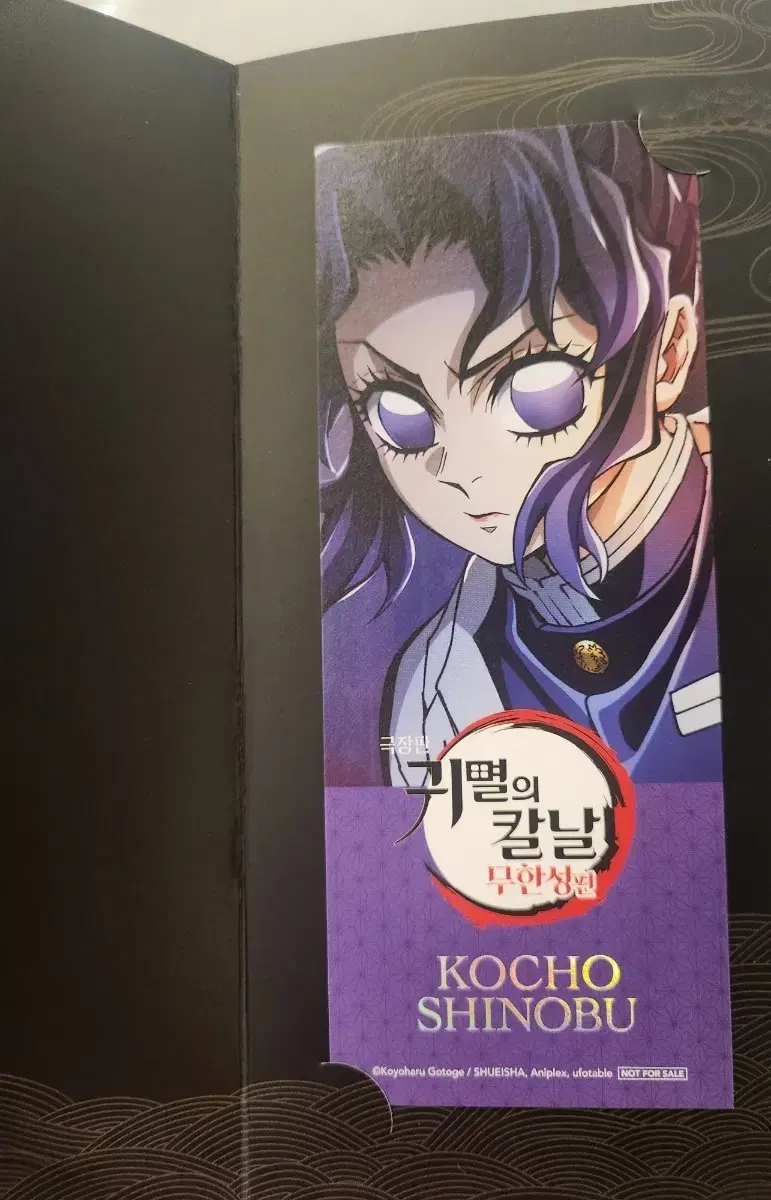 극장판
귀멸의
칼날
무한성편
KOCHO
SHINOBU
©Koyoharu Gotoge / SHUEISHA, Aniplex, ufotable NOT FOR SALE